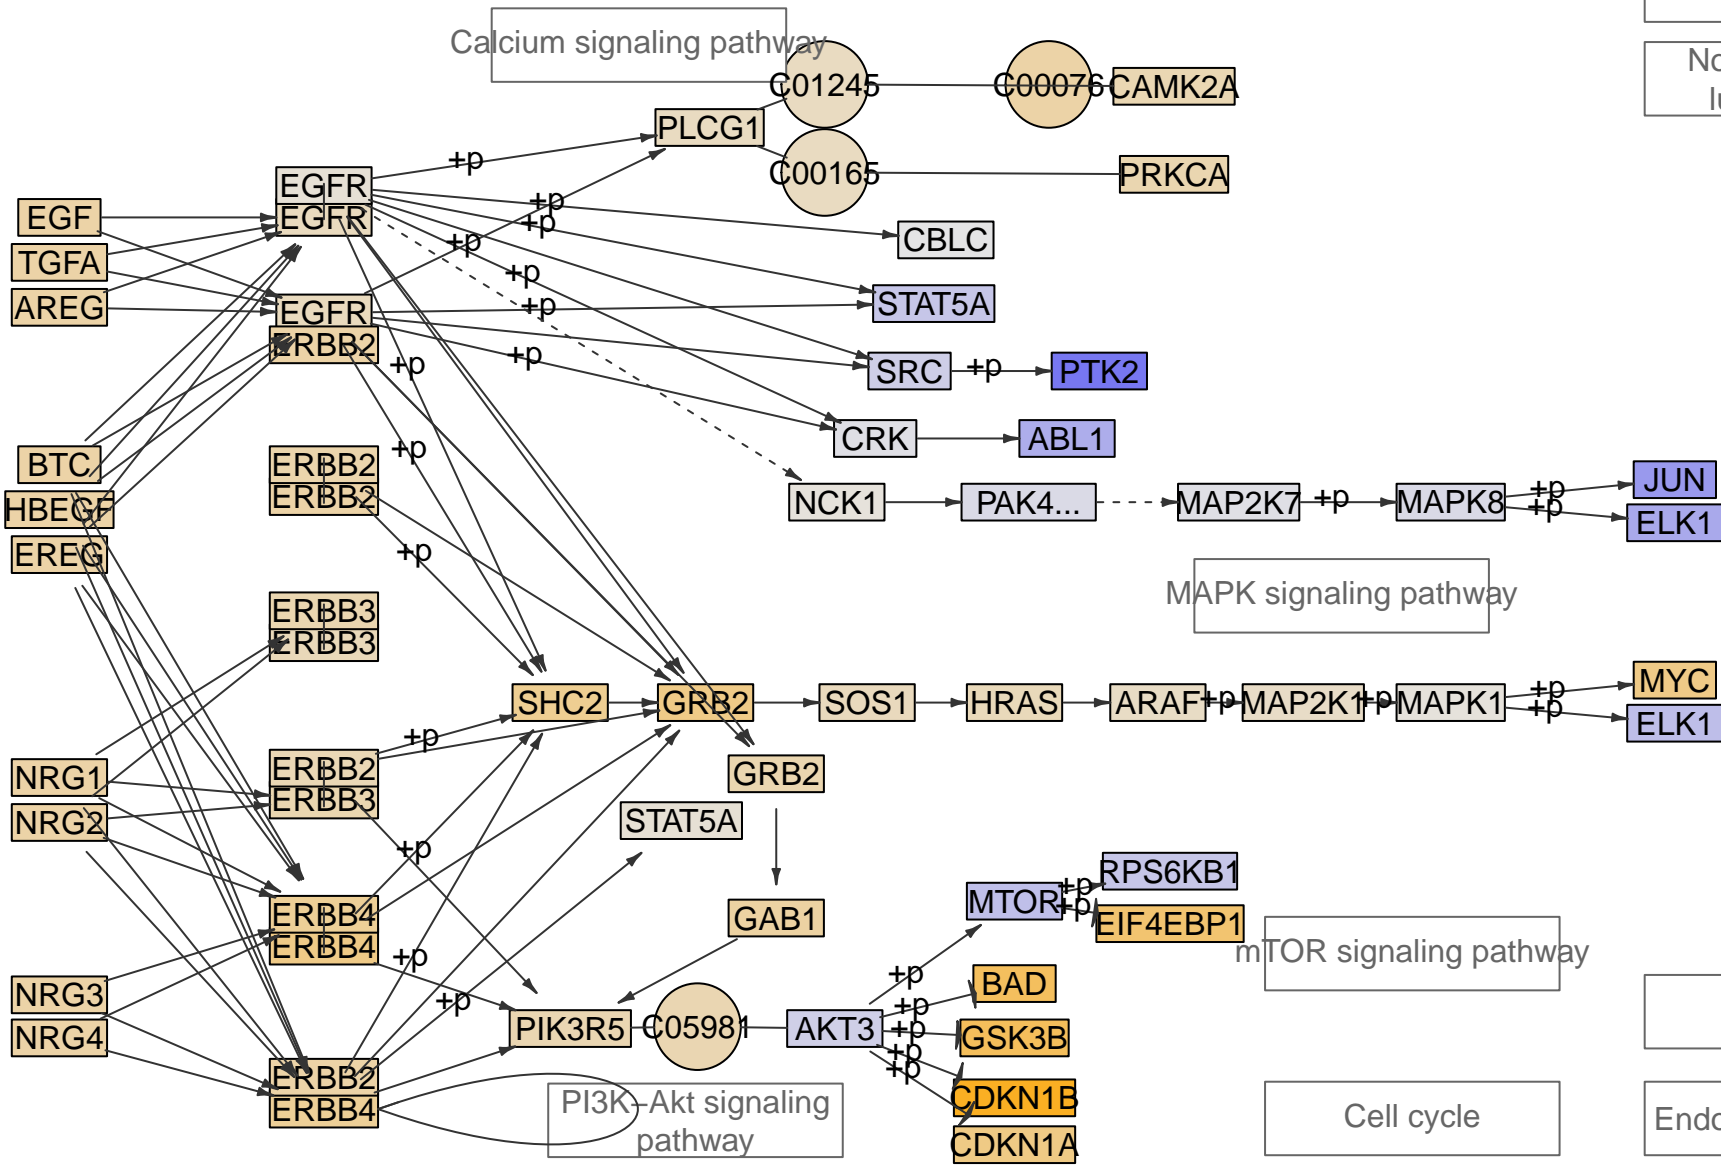 Calcium signaling pathway
No
lu
C01245
C00076
CAMK2A
PLCG1
+p
C00165
PRKCA
EGFR
EGFR
EGF
+p
+p
CBLC
TGFA
+p
+p
AREG
EGFR
+p
STAT5A
ERBB2
+p
+p
SRC
+p
PTK2
CRK
ABL1
+p
BTC
ERBB2
ERBB2
HBEGF
NCK1
PAK4...
MAP2K7
+p
MAPK8
+p
+p
JUN
ELK1
EREG
+p
MAPK signaling pathway
ERBB3
ERBB3
SHC2
GRB2
SOS1
HRAS
ARAF
+p
MAP2K1
+p
MAPK1
+p
+p
MYC
ELK1
+p
NRG1
ERBB2
ERBB3
GRB2
NRG2
STAT5A
+p
RPS6KB1
+p
+p
MTOR
EIF4EBP1
ERBB4
ERBB4
GAB1
mTOR signaling pathway
+p
+p
BAD
NRG3
+p
+p
PIK3R5
C05981
AKT3
+p
GSK3B
NRG4
+p
+p
ERBB2
ERBB4
CDKN1B
PI3K−Akt signaling
pathway
Cell cycle
Endo
CDKN1A